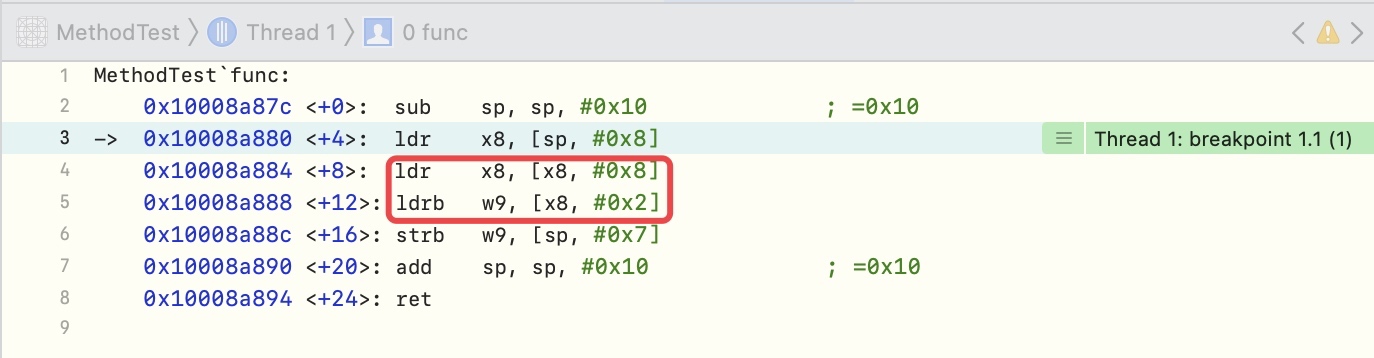 MethodTest Thread 1 0 func
1 MethodTest`func:
2 0x10008a87c <+0>: sub sp, sp, #0x10 ; =0x10
3 -> 0x10008a880 <+4>: ldr x8, [sp, #0x8] Thread 1: breakpoint 1.1 (1)
4 0x10008a884 <+8>: ldr x8, [x8, #0x8]
5 0x10008a888 <+12>: ldrb w9, [x8, #0x2]
6 0x10008a88c <+16>: strb w9, [sp, #0x7]
7 0x10008a890 <+20>: add sp, sp, #0x10 ; =0x10
8 0x10008a894 <+24>: ret
9